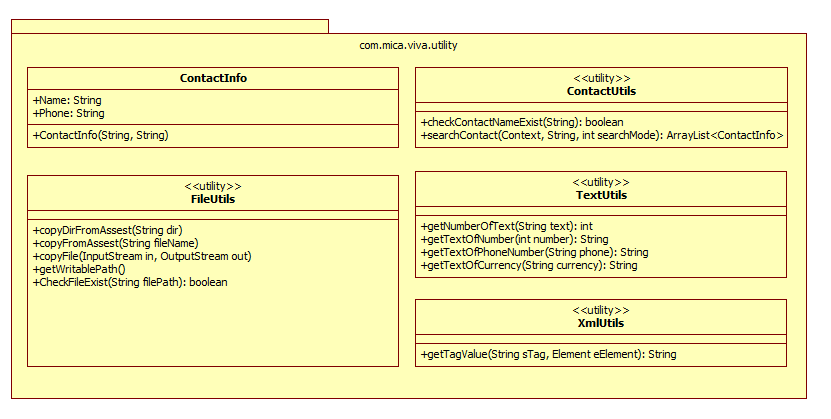 com.mica.viva.utility
ContactInfo
+Name: String
+Phone: String
+ContactInfo(String, String)
<<utility>>
ContactUtils
+checkContactNameExist(String): boolean
+searchContact(Context, String, int searchMode): ArrayList<ContactInfo>
<<utility>>
FileUtils
+copyDirFromAssest(String dir)
+copyFromAssest(String fileName)
+copyFile(InputStream in, OutputStream out)
+getWritablePath()
+CheckFileExist(String filePath): boolean
<<utility>>
TextUtils
+getNumberOfText(String text): int
+getTextOfNumber(int number): String
+getTextOfPhoneNumber(String phone): String
+getTextOfCurrency(String currency): String
<<utility>>
XmlUtils
+getTagValue(String sTag, Element eElement): String